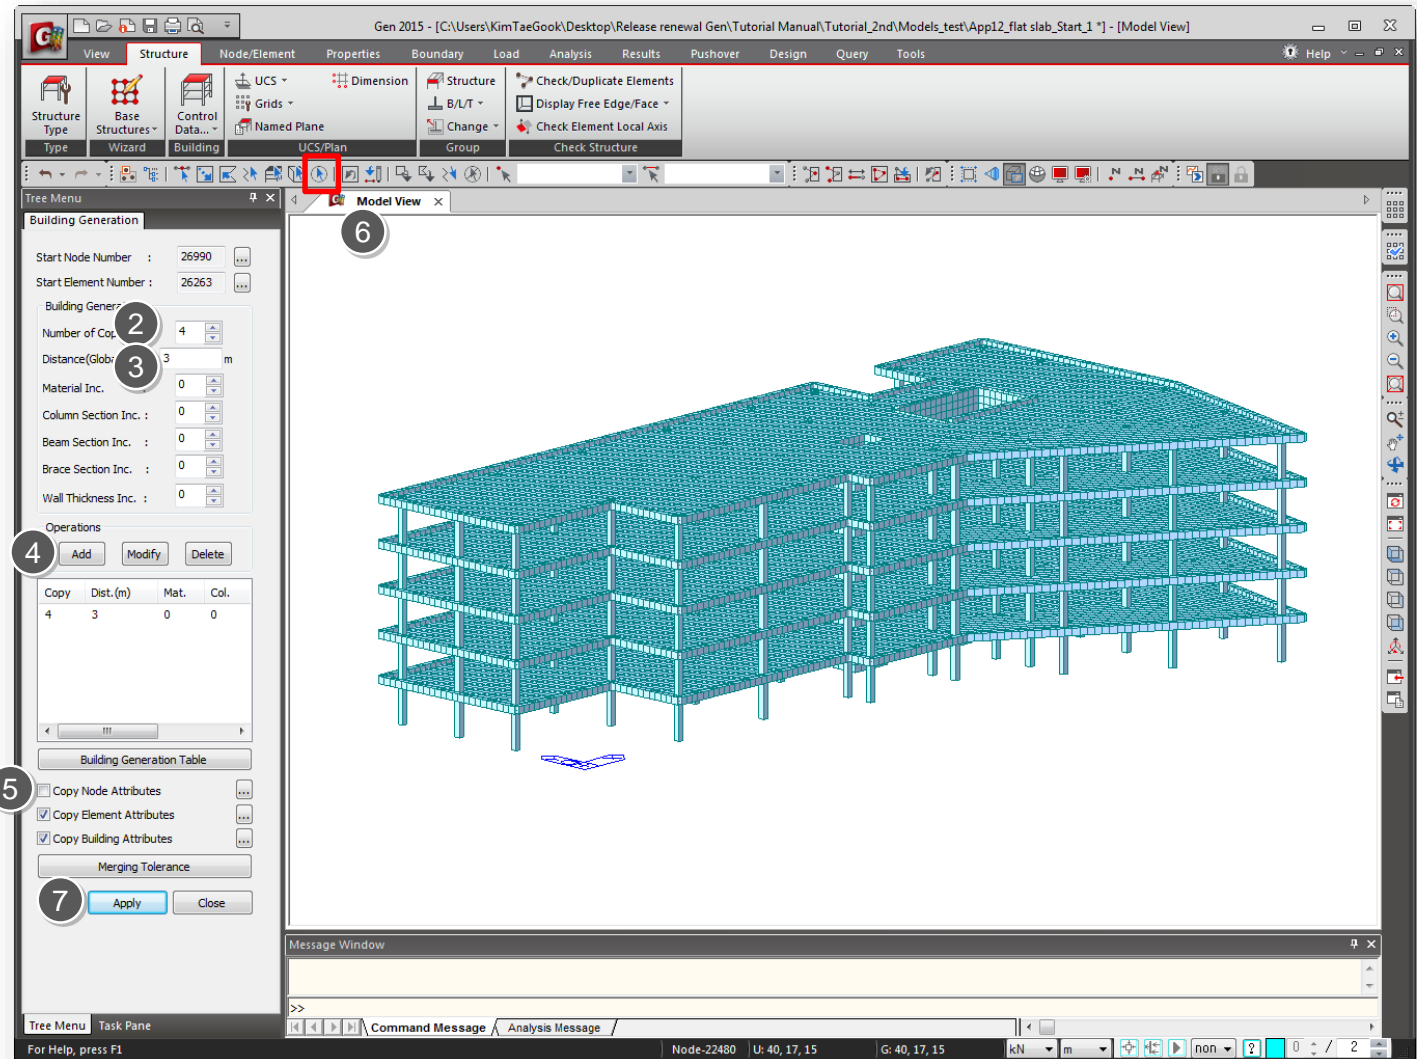 Gen 2015 - [C:\Users\KimTaeGook\Desktop\Release renewal Gen\Tutorial Manual\Tutorial_2nd\Models_test\App12_flat slab_Start_1 *] - [Model View]
View Structure Node/Element Properties Boundary Load Analysis Results Pushover Design Query Tools Help
Structure Type
Base Structures
Control Data...
UCS
Grids
Named Plane
Dimension
Structure
B/L/T
Change
Check/Duplicate Elements
Display Free Edge/Face
Check Element Local Axis
Type Wizard Building UCS/Plan Group Check Structure
Tree Menu
Model View
6
Building Generation
Start Node Number : 26990 ...
Start Element Number : 26263 ...
Building Generati
Number of Cop 2 4
Distance(Globa 3 3 m
Material Inc. : 0
Column Section Inc. : 0
Beam Section Inc. : 0
Brace Section Inc. : 0
Wall Thickness Inc. : 0
Operations
4 Add Modify Delete
Copy Dist.(m) Mat. Col.
4 3 0 0
Building Generation Table
5 Copy Node Attributes ...
Copy Element Attributes ...
Copy Building Attributes ...
Merging Tolerance
7 Apply Close
Message Window
>>
Command Message Analysis Message
Tree Menu Task Pane
For Help, press F1 Node-22480 U: 40, 17, 15 G: 40, 17, 15 kN m non ? 0 / 2